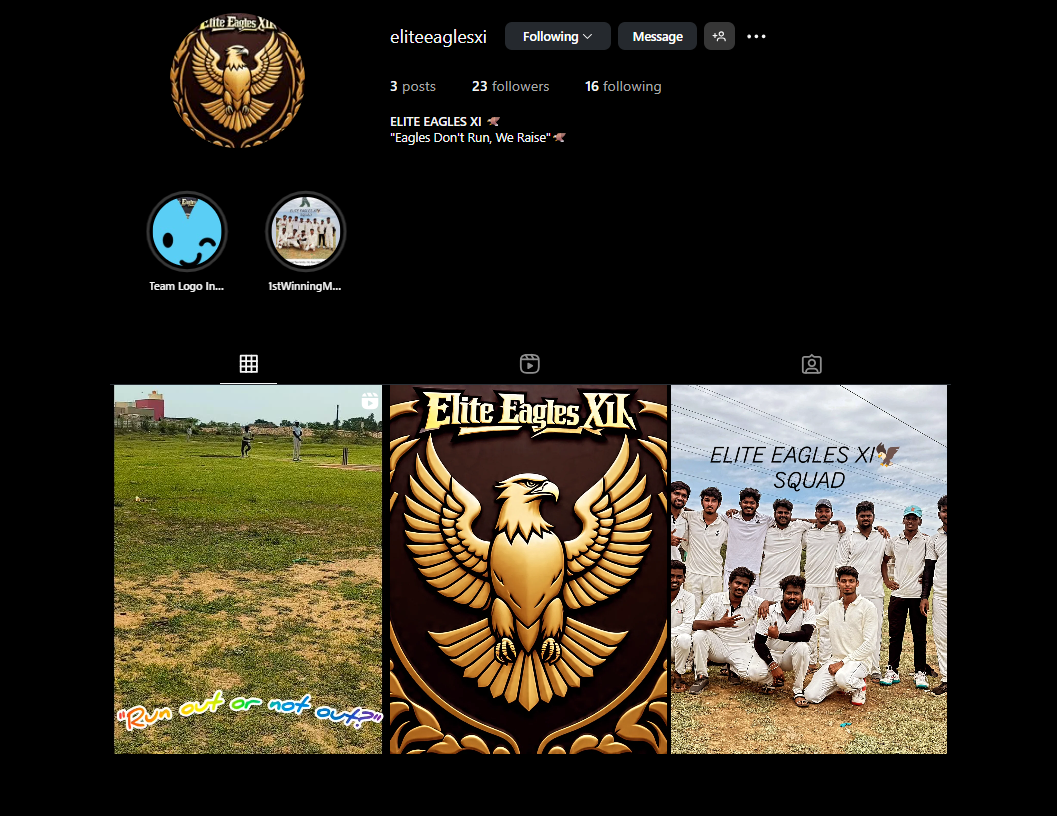 Elite Eagles XI
eliteeaglesxi Following Message
3 posts 23 followers 16 following
ELITE EAGLES XI 🦅
"Eagles Don't Run, We Raise"🦅
Team Logo In... 1stWinningM...
Elite Eagles XI
ELITE EAGLES XI🦅
SQUAD
"Run out or not out?"